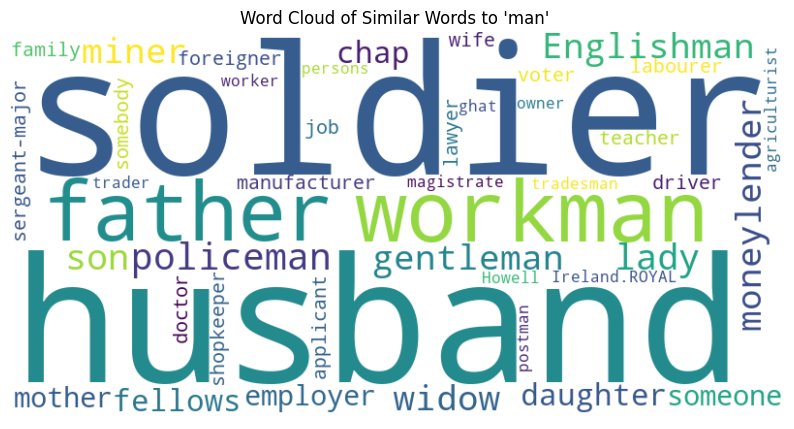 Word Cloud of Similar Words to 'man'
family
miner
foreigner
chap
wife
Englishman
persons
worker
voter
labourer
soldier
sergeant-major
somebody
job
lawyer
ghat
owner
teacher
agriculturist
trader
manufacturer
magistrate
tradesman
driver
father
workman
moneylender
son
policeman
gentleman
lady
Howell
Ireland.ROYAL
husband
doctor
shopkeeper
applicant
postman
mother
fellows
employer
widow
daughter
someone